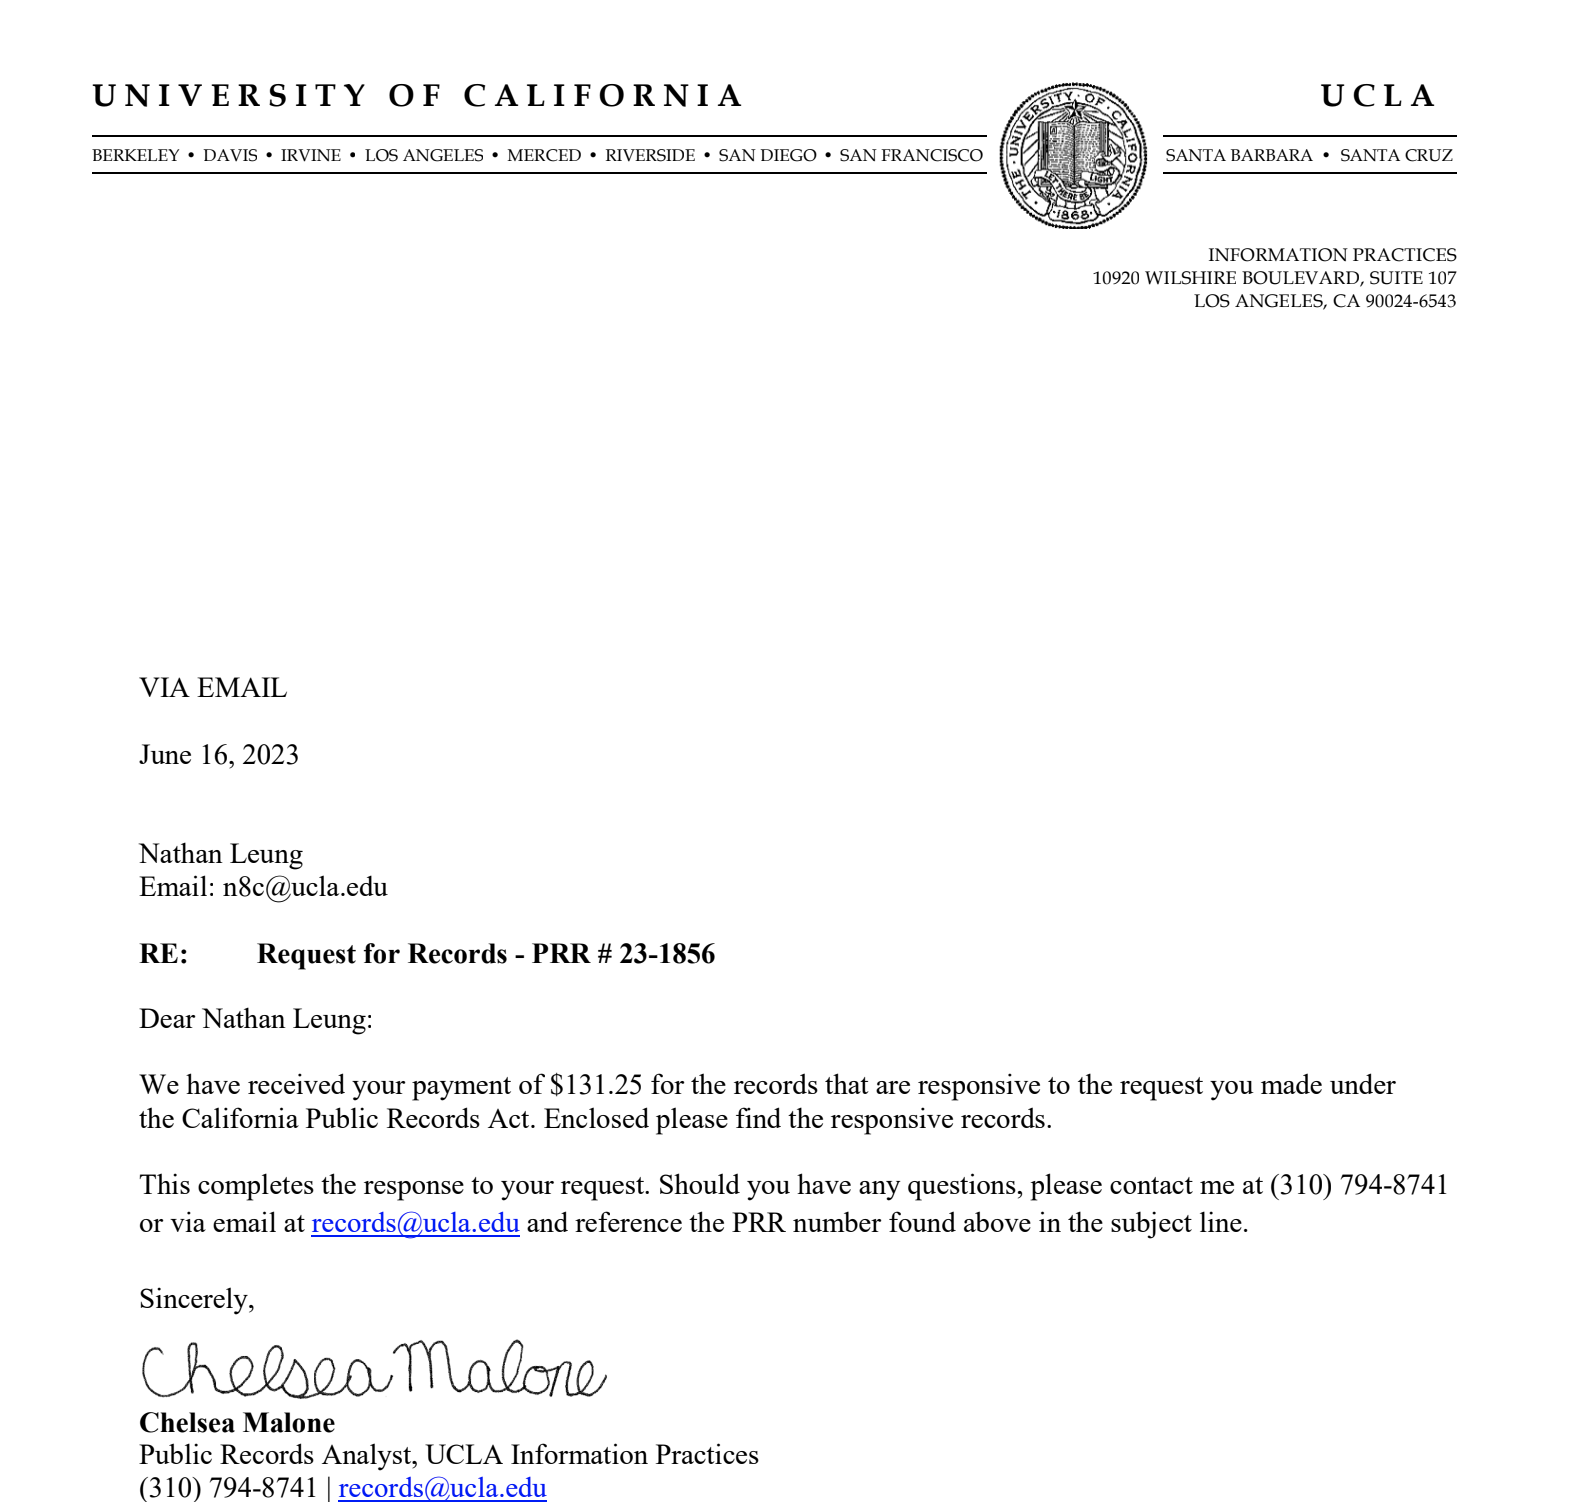 UNIVERSITY OF CALIFORNIA
UCLA
BERKELEY • DAVIS • IRVINE • LOS ANGELES • MERCED • RIVERSIDE • SAN DIEGO • SAN FRANCISCO
SANTA BARBARA • SANTA CRUZ
THE · UNIVERSITY · OF · CALIFORNIA ·
LET THERE BE
LIGHT
·1868·
INFORMATION PRACTICES
10920 WILSHIRE BOULEVARD, SUITE 107
LOS ANGELES, CA 90024-6543
VIA EMAIL
June 16, 2023
Nathan Leung
Email: n8c@ucla.edu
RE: Request for Records - PRR # 23-1856
Dear Nathan Leung:
We have received your payment of $131.25 for the records that are responsive to the request you made under
the California Public Records Act. Enclosed please find the responsive records.
This completes the response to your request. Should you have any questions, please contact me at (310) 794-8741
or via email at records@ucla.edu and reference the PRR number found above in the subject line.
Sincerely,
Chelsea Malone
Chelsea Malone
Public Records Analyst, UCLA Information Practices
(310) 794-8741 | records@ucla.edu